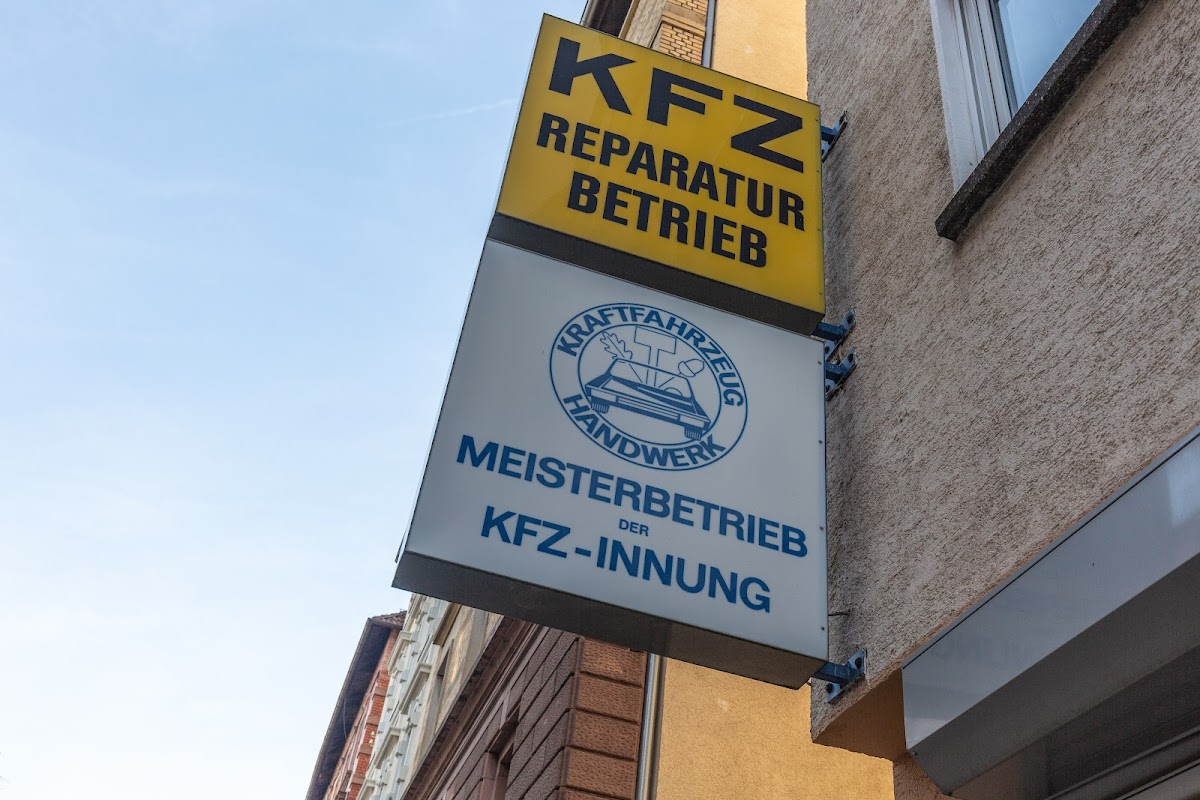 KFZ
REPARATUR
BETRIEB
KRAFTFAHRZEUG
HANDWERK
MEISTERBETRIEB
DER
KFZ-INNUNG